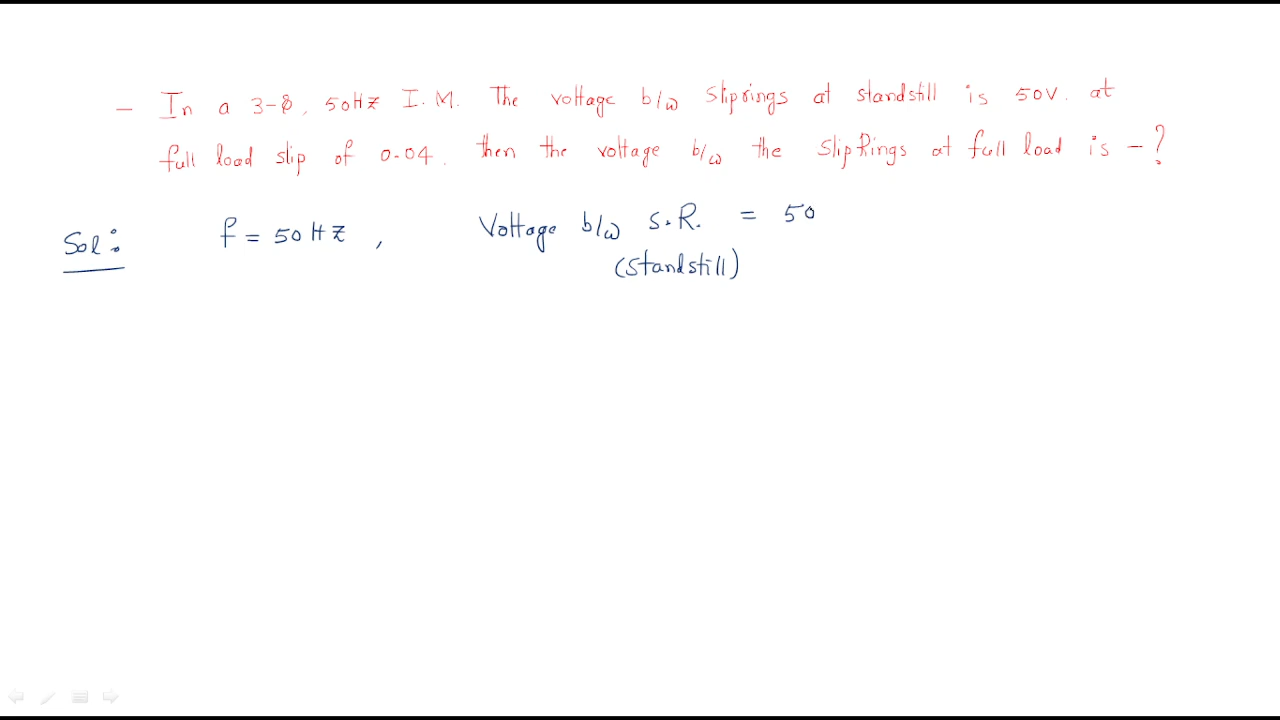 - In a 3-ϕ, 50Hz I.M. The voltage b/w Sliprings at standstill is 50V. at
full load slip of 0.04. then the voltage b/w the SlipRings at full load is - ?
Sol: f = 50Hz, Voltage b/w S.R. = 50
(Standstill)